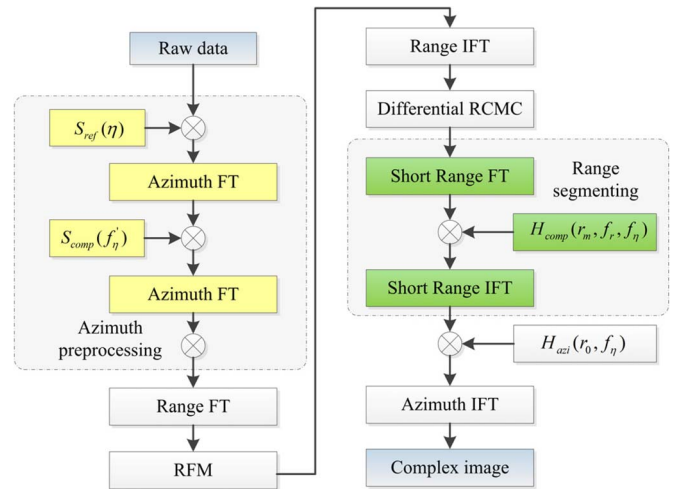 Raw data
S_ref(η)
Azimuth FT
S_comp(f'_η)
Azimuth FT
Azimuth
preprocessing
Range FT
RFM
Range IFT
Differential RCMC
Short Range FT
Range
segmenting
H_comp(r_m, f_r, f_η)
Short Range IFT
H_azi(r_0, f_η)
Azimuth IFT
Complex image